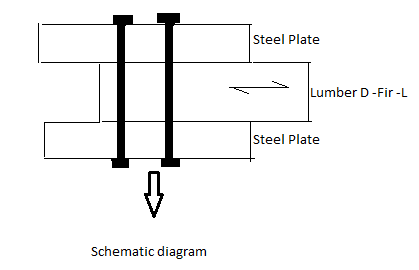 Steel Plate
Lumber D -Fir -L
Steel Plate
Schematic diagram